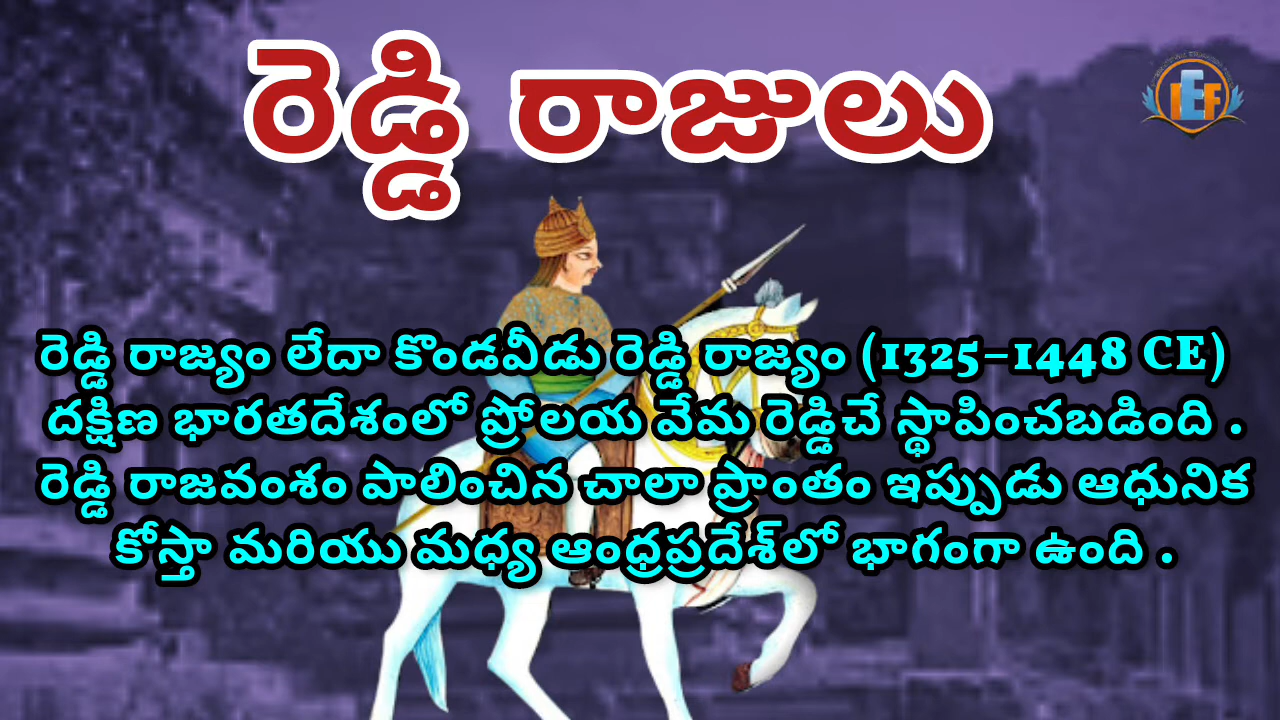 రెడ్డి రాజులు
IEF
రెడ్డి రాజ్యం లేదా కొండవీడు రెడ్డి రాజ్యం (1325–1448 CE)
దక్షిణ భారతదేశంలో ప్రోలయ వేమ రెడ్డిచే స్థాపించబడింది .
రెడ్డి రాజవంశం పాలించిన చాలా ప్రాంతం ఇప్పుడు ఆధునిక
కోస్తా మరియు మధ్య ఆంధ్రప్రదేశ్‌లో భాగంగా ఉంది .